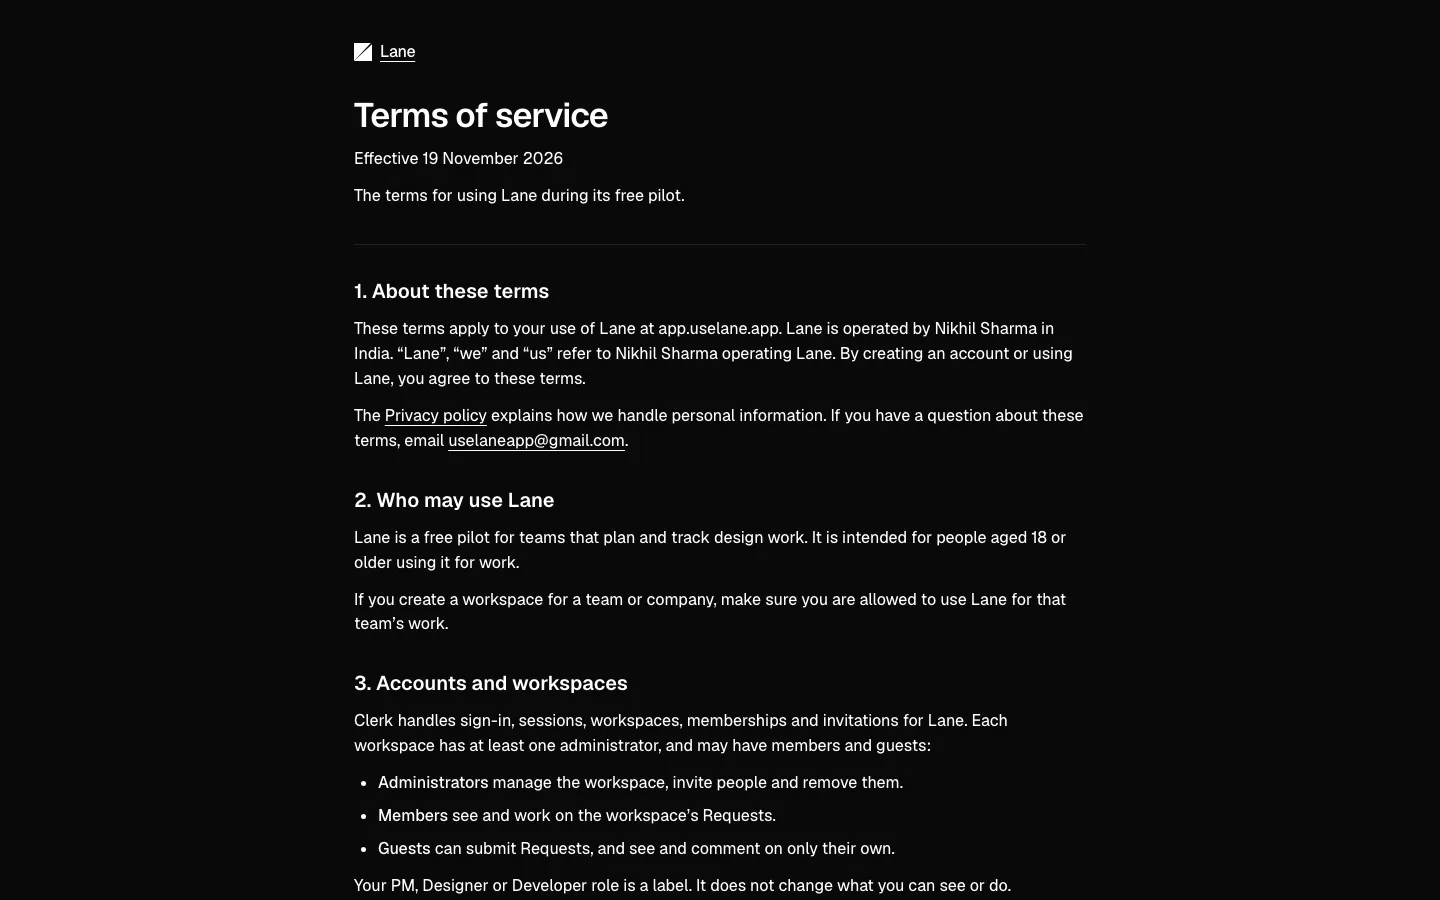 Lane
Terms of service
Effective 19 November 2026
The terms for using Lane during its free pilot.
1. About these terms
These terms apply to your use of Lane at app.uselane.app. Lane is operated by Nikhil Sharma in
India. “Lane”, “we” and “us” refer to Nikhil Sharma operating Lane. By creating an account or using
Lane, you agree to these terms.
The Privacy policy explains how we handle personal information. If you have a question about these
terms, email uselaneapp@gmail.com.
2. Who may use Lane
Lane is a free pilot for teams that plan and track design work. It is intended for people aged 18 or
older using it for work.
If you create a workspace for a team or company, make sure you are allowed to use Lane for that
team’s work.
3. Accounts and workspaces
Clerk handles sign-in, sessions, workspaces, memberships and invitations for Lane. Each
workspace has at least one administrator, and may have members and guests:
• Administrators manage the workspace, invite people and remove them.
• Members see and work on the workspace’s Requests.
• Guests can submit Requests, and see and comment on only their own.
Your PM, Designer or Developer role is a label. It does not change what you can see or do.